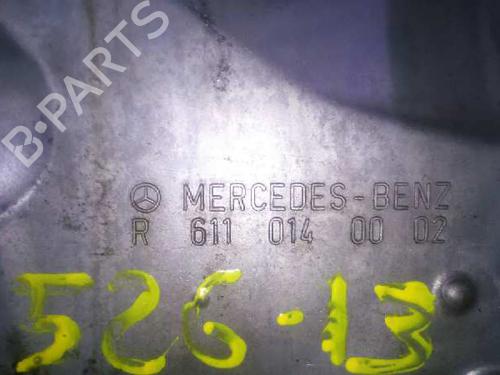 B-PARTS
MERCEDES-BENZ
R 611 014 00 02
526-13